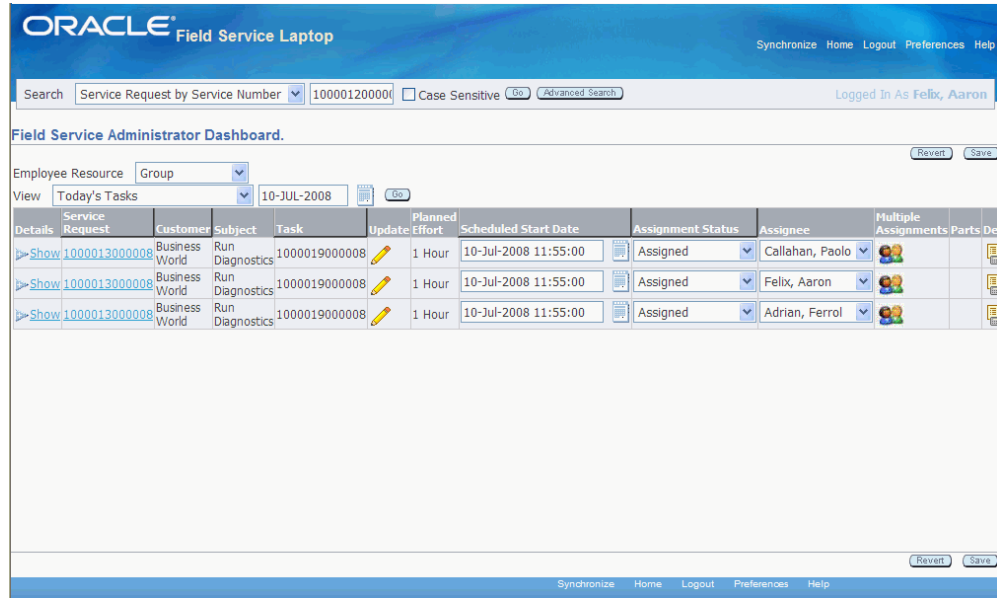 ORACLE Field Service Laptop
Synchronize Home Logout Preferences Help
Search Service Request by Service Number 10000120000 Case Sensitive Go Advanced Search Logged In As Felix, Aaron
Field Service Administrator Dashboard.
Revert Save
Employee Resource Group
View Today's Tasks 10-JUL-2008 Go
Details Service Request Customer Subject Task Update Planned Effort Scheduled Start Date Assignment Status Assignee Multiple Assignments Parts De
Show 1000013000008 Business World Run Diagnostics 1000019000008 1 Hour 10-Jul-2008 11:55:00 Assigned Callahan, Paolo
Show 1000013000008 Business World Run Diagnostics 1000019000008 1 Hour 10-Jul-2008 11:55:00 Assigned Felix, Aaron
Show 1000013000008 Business World Run Diagnostics 1000019000008 1 Hour 10-Jul-2008 11:55:00 Assigned Adrian, Ferrol
Revert Save
Synchronize Home Logout Preferences Help